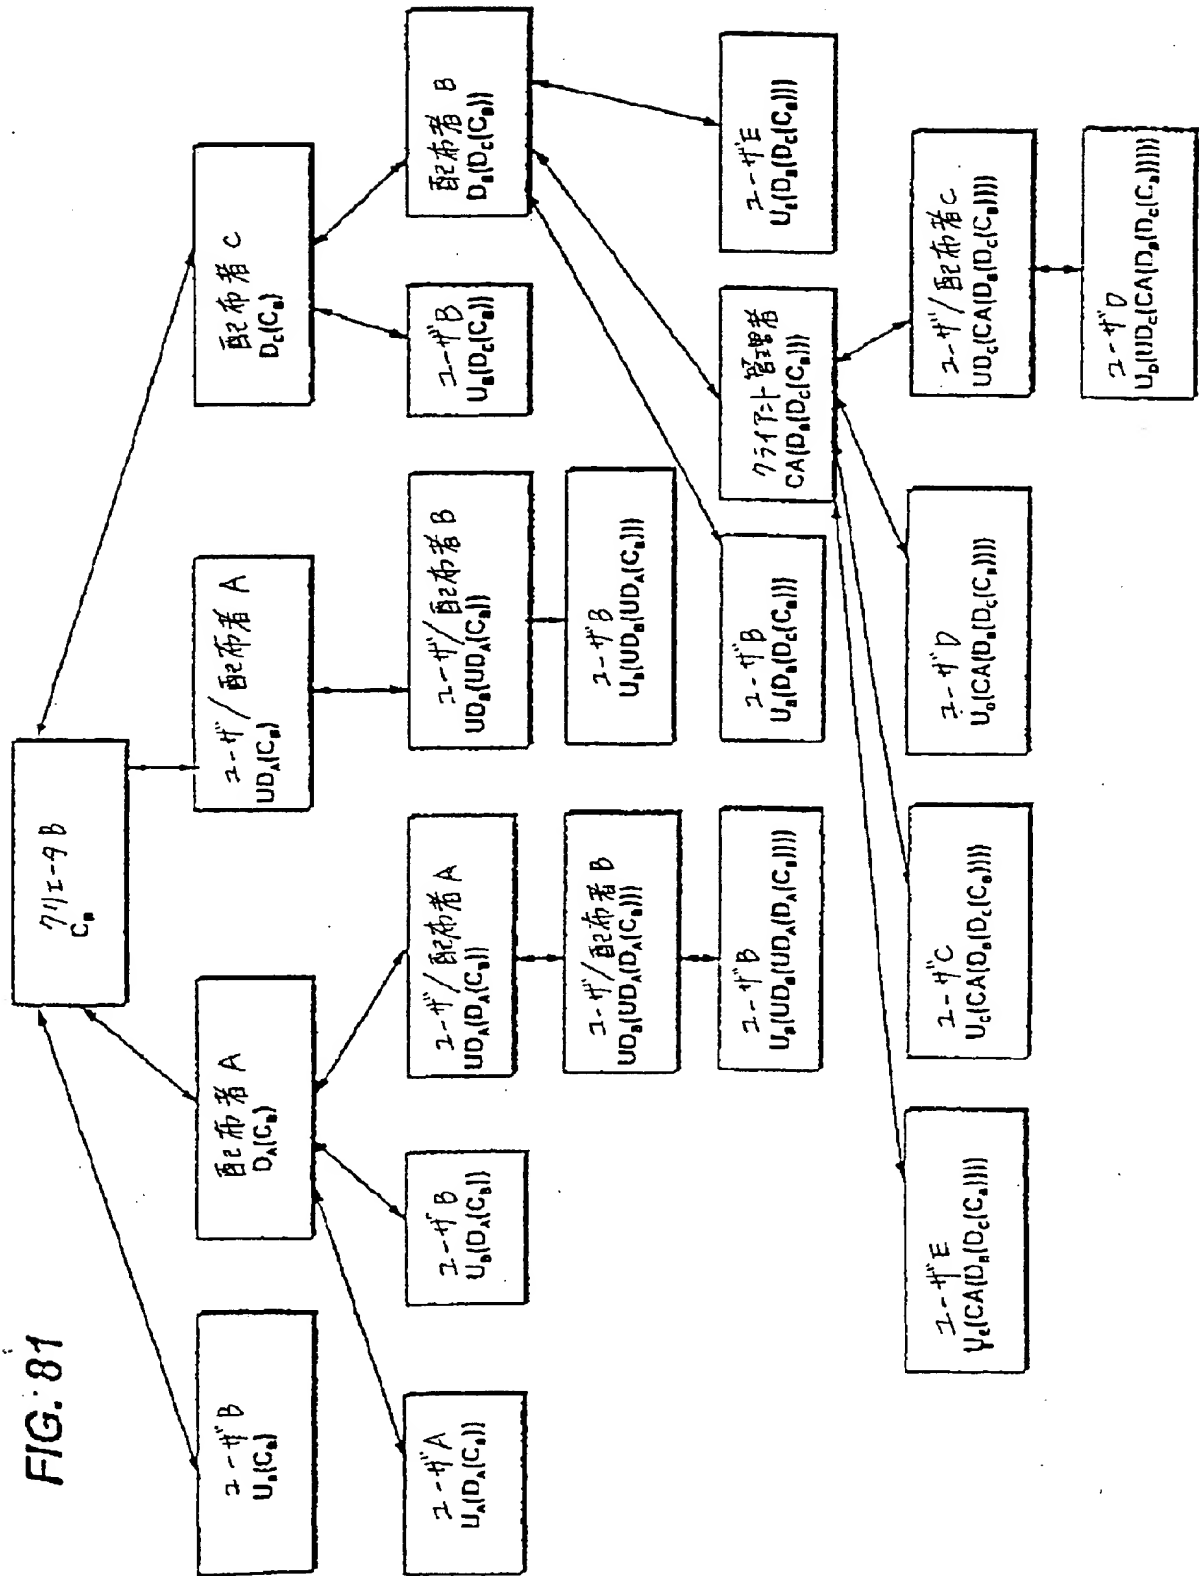 FIG. 81
クリエータB
C_B
ユーザB
U_B(C_B)
配布者 A
D_A(C_B)
ユーザ/配布者 A
UD_A(C_B)
配布者 C
D_C(C_B)
ユーザA
U_A(D_A(C_B))
ユーザB
U_B(D_A(C_B))
ユーザ/配布者A
UD_A(D_A(C_B))
ユーザ/配布者B
UD_B(UD_A(C_B))
ユーザB
U_B(D_C(C_B))
配布者 B
D_B(D_C(C_B))
ユーザ/配布者B
UD_B(UD_A(D_A(C_B)))
ユーザB
U_B(UD_B(UD_A(C_B)))
ユーザB
U_B(UD_B(UD_A(D_A(C_B))))
ユーザB
U_B(D_B(D_C(C_B)))
クライアント管理者
CA(D_B(D_C(C_B)))
ユーザE
U_E(D_B(D_C(C_B)))
ユーザE
U_E(CA(D_B(D_C(C_B))))
ユーザC
U_C(CA(D_B(D_C(C_B))))
ユーザD
U_D(CA(D_B(D_C(C_B))))
ユーザ/配布者C
UD_C(CA(D_B(D_C(C_B))))
ユーザD
U_D(UD_C(CA(D_B(D_C(C_B)))))